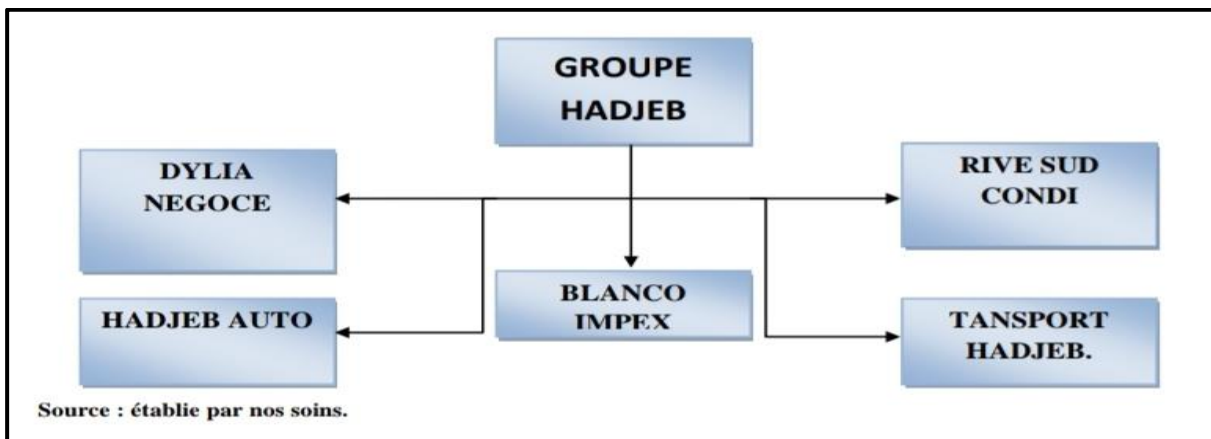 GROUPE
HADJEB
DYLIA
NEGOCE
RIVE SUD
CONDI
HADJEB AUTO
BLANCO
IMPEX
TANSPORT
HADJEB.
Source : établie par nos soins.